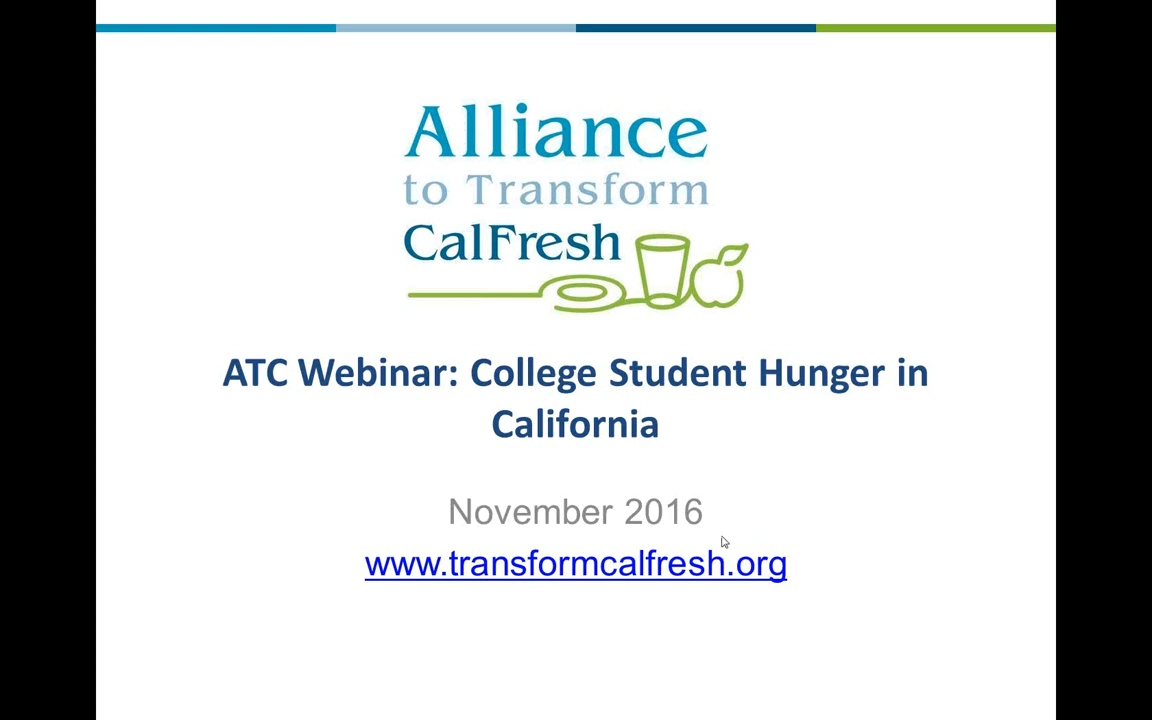 Alliance
to Transform
CalFresh
ATC Webinar: College Student Hunger in
California
November 2016
www.transformcalfresh.org